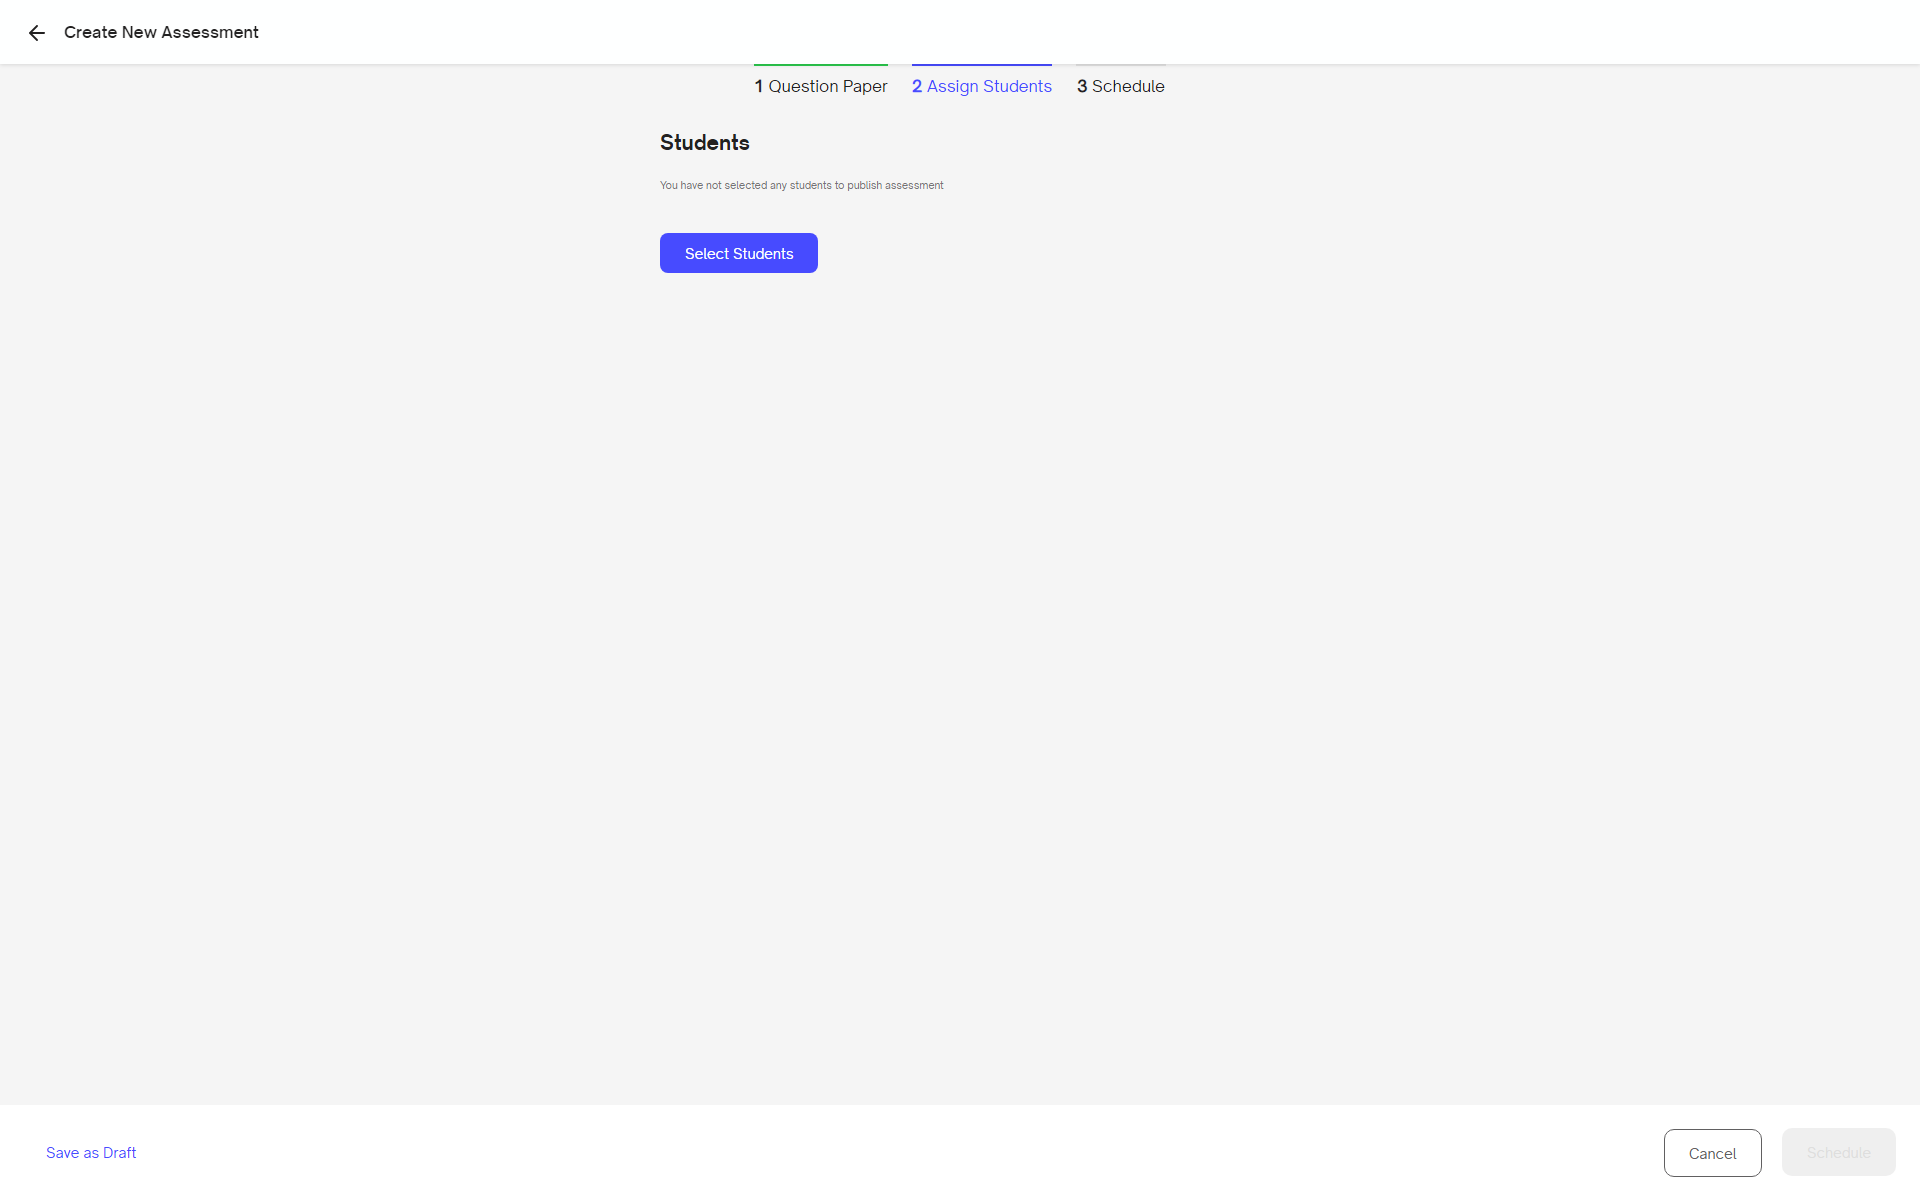 Create New Assessment
1 Question Paper
2 Assign Students
3 Schedule
Students
You have not selected any students to publish assessment
Select Students
Save as Draft
Cancel
Schedule